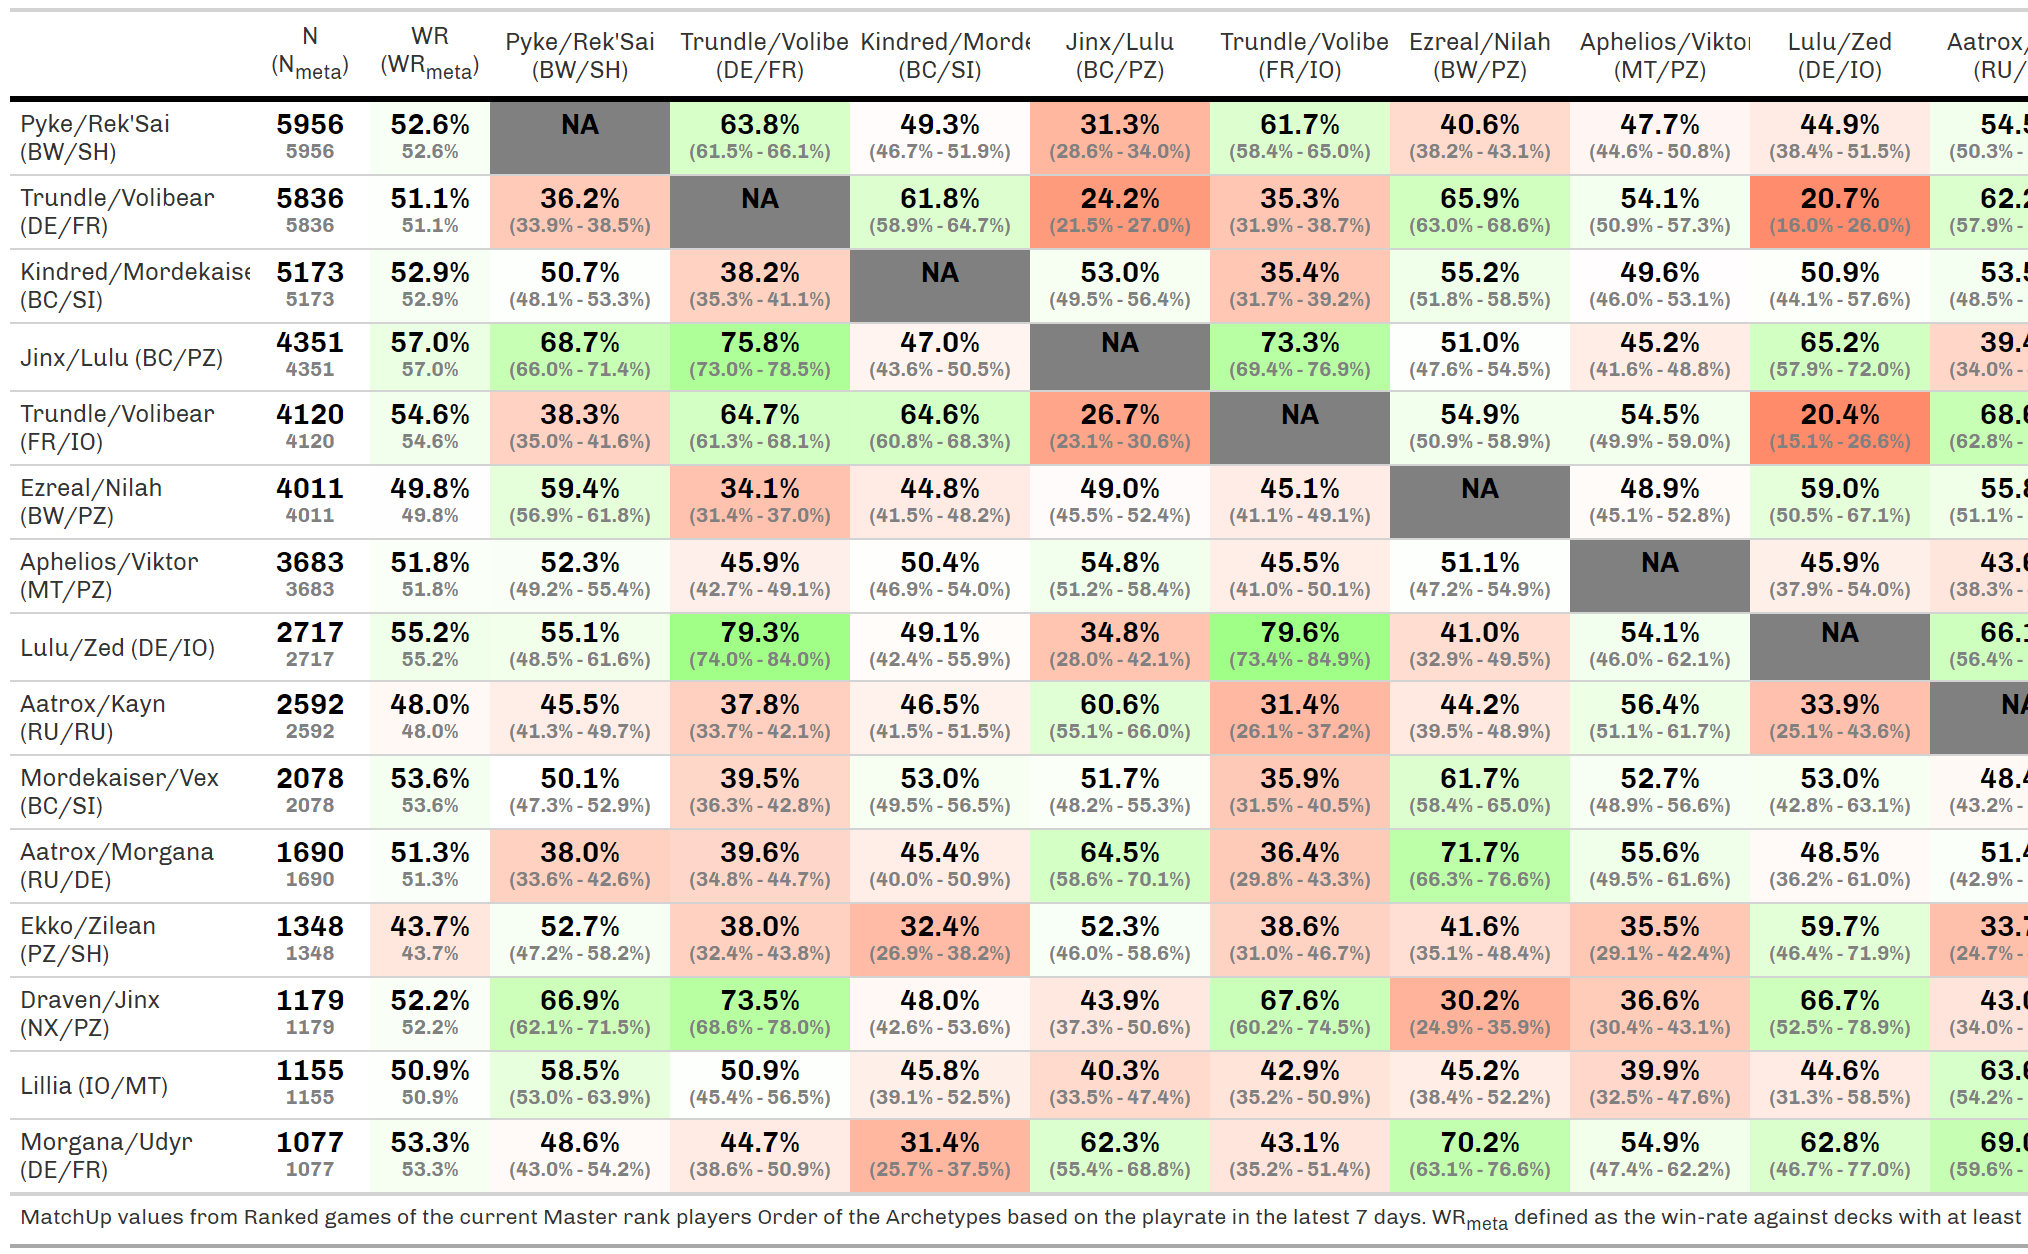 N WR Pyke/Rek'Sai Trundle/Volibe Kindred/Morde Jinx/Lulu Trundle/Volibe Ezreal/Nilah Aphelios/Viktor Lulu/Zed Aatrox/
(Nmeta) (WRmeta) (BW/SH) (DE/FR) (BC/SI) (BC/PZ) (FR/IO) (BW/PZ) (MT/PZ) (DE/IO) (RU/
Pyke/Rek'Sai 5956 52.6% NA 63.8% 49.3% 31.3% 61.7% 40.6% 47.7% 44.9% 54.5
(BW/SH) 5956 52.6% (61.5% - 66.1%) (46.7% - 51.9%) (28.6% - 34.0%) (58.4% - 65.0%) (38.2% - 43.1%) (44.6% - 50.8%) (38.4% - 51.5%) (50.3% -
Trundle/Volibear 5836 51.1% 36.2% NA 61.8% 24.2% 35.3% 65.9% 54.1% 20.7% 62.2
(DE/FR) 5836 51.1% (33.9% - 38.5%) (58.9% - 64.7%) (21.5% - 27.0%) (31.9% - 38.7%) (63.0% - 68.6%) (50.9% - 57.3%) (16.0% - 26.0%) (57.9% -
Kindred/Mordekaise 5173 52.9% 50.7% 38.2% NA 53.0% 35.4% 55.2% 49.6% 50.9% 53.5
(BC/SI) 5173 52.9% (48.1% - 53.3%) (35.3% - 41.1%) (49.5% - 56.4%) (31.7% - 39.2%) (51.8% - 58.5%) (46.0% - 53.1%) (44.1% - 57.6%) (48.5% -
Jinx/Lulu (BC/PZ) 4351 57.0% 68.7% 75.8% 47.0% NA 73.3% 51.0% 45.2% 65.2% 39.4
4351 57.0% (66.0% - 71.4%) (73.0% - 78.5%) (43.6% - 50.5%) (69.4% - 76.9%) (47.6% - 54.5%) (41.6% - 48.8%) (57.9% - 72.0%) (34.0% -
Trundle/Volibear 4120 54.6% 38.3% 64.7% 64.6% 26.7% NA 54.9% 54.5% 20.4% 68.6
(FR/IO) 4120 54.6% (35.0% - 41.6%) (61.3% - 68.1%) (60.8% - 68.3%) (23.1% - 30.6%) (50.9% - 58.9%) (49.9% - 59.0%) (15.1% - 26.6%) (62.8% -
Ezreal/Nilah 4011 49.8% 59.4% 34.1% 44.8% 49.0% 45.1% NA 48.9% 59.0% 55.8
(BW/PZ) 4011 49.8% (56.9% - 61.8%) (31.4% - 37.0%) (41.5% - 48.2%) (45.5% - 52.4%) (41.1% - 49.1%) (45.1% - 52.8%) (50.5% - 67.1%) (51.1% -
Aphelios/Viktor 3683 51.8% 52.3% 45.9% 50.4% 54.8% 45.5% 51.1% NA 45.9% 43.6
(MT/PZ) 3683 51.8% (49.2% - 55.4%) (42.7% - 49.1%) (46.9% - 54.0%) (51.2% - 58.4%) (41.0% - 50.1%) (47.2% - 54.9%) (37.9% - 54.0%) (38.3% -
Lulu/Zed (DE/IO) 2717 55.2% 55.1% 79.3% 49.1% 34.8% 79.6% 41.0% 54.1% NA 66.1
2717 55.2% (48.5% - 61.6%) (74.0% - 84.0%) (42.4% - 55.9%) (28.0% - 42.1%) (73.4% - 84.9%) (32.9% - 49.5%) (46.0% - 62.1%) (56.4% -
Aatrox/Kayn 2592 48.0% 45.5% 37.8% 46.5% 60.6% 31.4% 44.2% 56.4% 33.9% NA
(RU/RU) 2592 48.0% (41.3% - 49.7%) (33.7% - 42.1%) (41.5% - 51.5%) (55.1% - 66.0%) (26.1% - 37.2%) (39.5% - 48.9%) (51.1% - 61.7%) (25.1% - 43.6%)
Mordekaiser/Vex 2078 53.6% 50.1% 39.5% 53.0% 51.7% 35.9% 61.7% 52.7% 53.0% 48.4
(BC/SI) 2078 53.6% (47.3% - 52.9%) (36.3% - 42.8%) (49.5% - 56.5%) (48.2% - 55.3%) (31.5% - 40.5%) (58.4% - 65.0%) (48.9% - 56.6%) (42.8% - 63.1%) (43.2% -
Aatrox/Morgana 1690 51.3% 38.0% 39.6% 45.4% 64.5% 36.4% 71.7% 55.6% 48.5% 51.4
(RU/DE) 1690 51.3% (33.6% - 42.6%) (34.8% - 44.7%) (40.0% - 50.9%) (58.6% - 70.1%) (29.8% - 43.3%) (66.3% - 76.6%) (49.5% - 61.6%) (36.2% - 61.0%) (42.9% -
Ekko/Zilean 1348 43.7% 52.7% 38.0% 32.4% 52.3% 38.6% 41.6% 35.5% 59.7% 33.7
(PZ/SH) 1348 43.7% (47.2% - 58.2%) (32.4% - 43.8%) (26.9% - 38.2%) (46.0% - 58.6%) (31.0% - 46.7%) (35.1% - 48.4%) (29.1% - 42.4%) (46.4% - 71.9%) (24.7% -
Draven/Jinx 1179 52.2% 66.9% 73.5% 48.0% 43.9% 67.6% 30.2% 36.6% 66.7% 43.0
(NX/PZ) 1179 52.2% (62.1% - 71.5%) (68.6% - 78.0%) (42.6% - 53.6%) (37.3% - 50.6%) (60.2% - 74.5%) (24.9% - 35.9%) (30.4% - 43.1%) (52.5% - 78.9%) (34.0% -
Lillia (IO/MT) 1155 50.9% 58.5% 50.9% 45.8% 40.3% 42.9% 45.2% 39.9% 44.6% 63.6
1155 50.9% (53.0% - 63.9%) (45.4% - 56.5%) (39.1% - 52.5%) (33.5% - 47.4%) (35.2% - 50.9%) (38.4% - 52.2%) (32.5% - 47.6%) (31.3% - 58.5%) (54.2% -
Morgana/Udyr 1077 53.3% 48.6% 44.7% 31.4% 62.3% 43.1% 70.2% 54.9% 62.8% 69.0
(DE/FR) 1077 53.3% (43.0% - 54.2%) (38.6% - 50.9%) (25.7% - 37.5%) (55.4% - 68.8%) (35.2% - 51.4%) (63.1% - 76.6%) (47.4% - 62.2%) (46.7% - 77.0%) (59.6% -
MatchUp values from Ranked games of the current Master rank players Order of the Archetypes based on the playrate in the latest 7 days. WRmeta defined as the win-rate against decks with at least